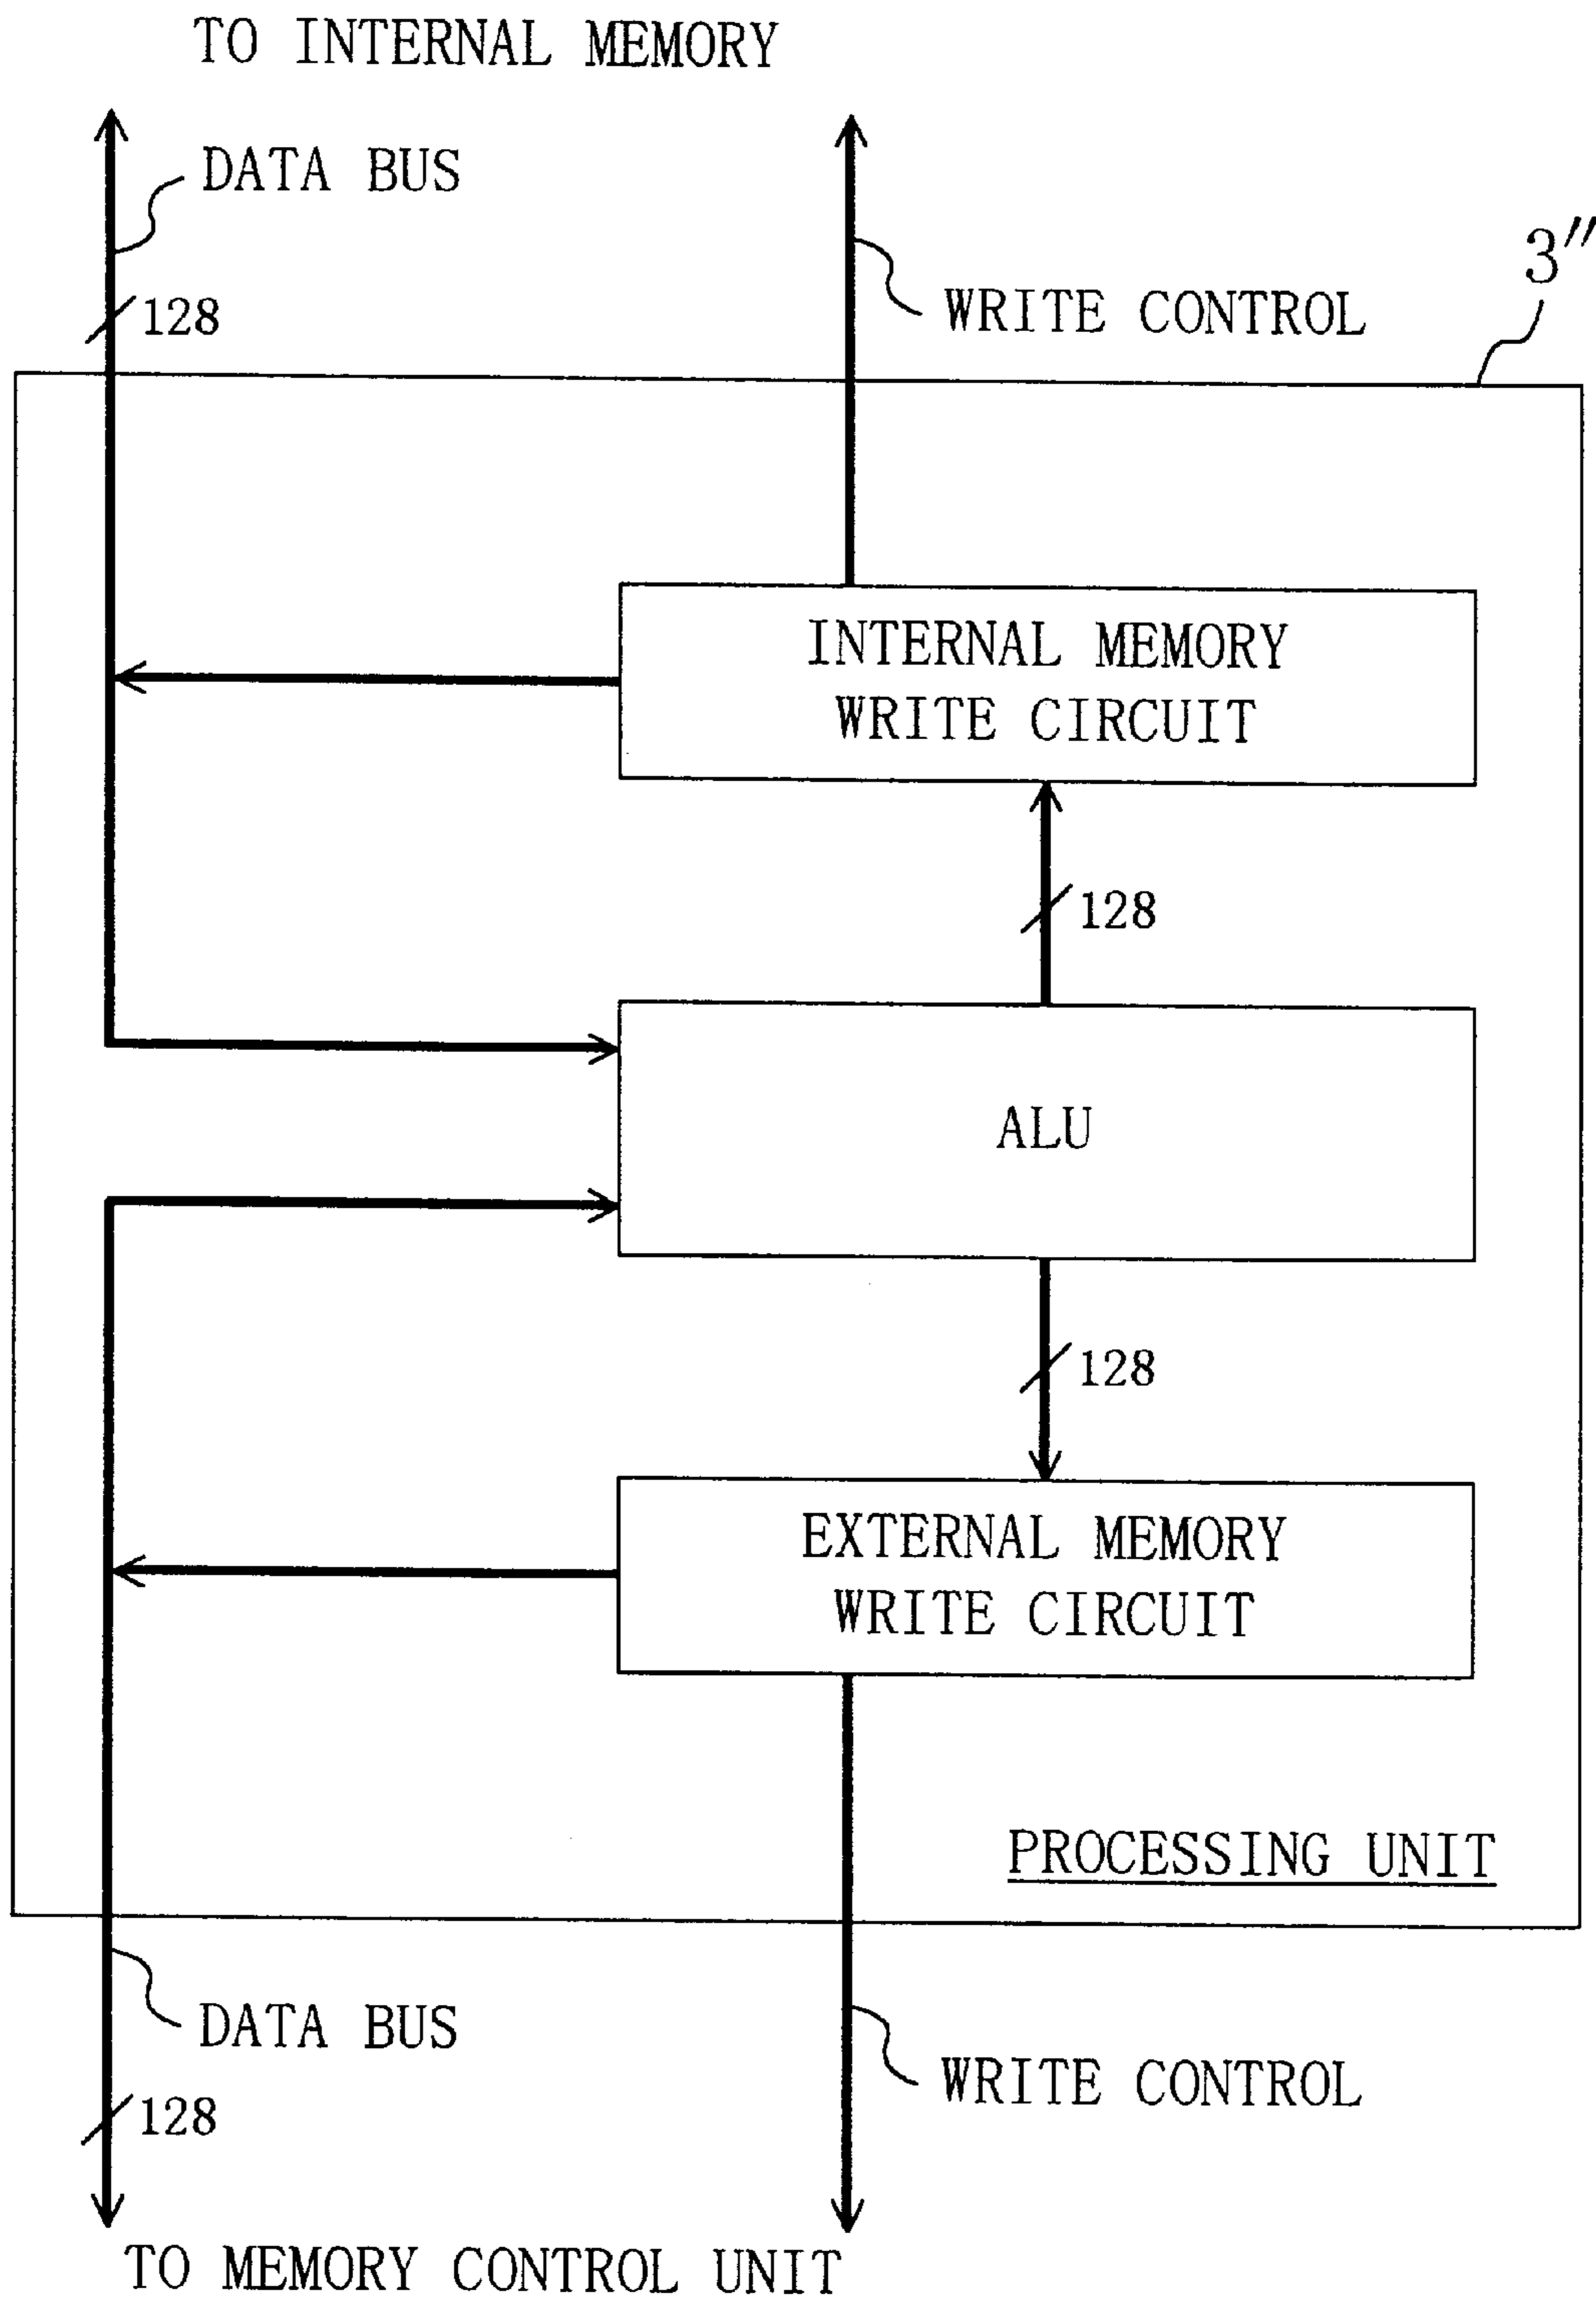 TO INTERNAL MEMORY
DATA BUS
3″
WRITE CONTROL
128
INTERNAL MEMORY
WRITE CIRCUIT
128
ALU
128
EXTERNAL MEMORY
WRITE CIRCUIT
PROCESSING UNIT
DATA BUS
WRITE CONTROL
128
TO MEMORY CONTROL UNIT